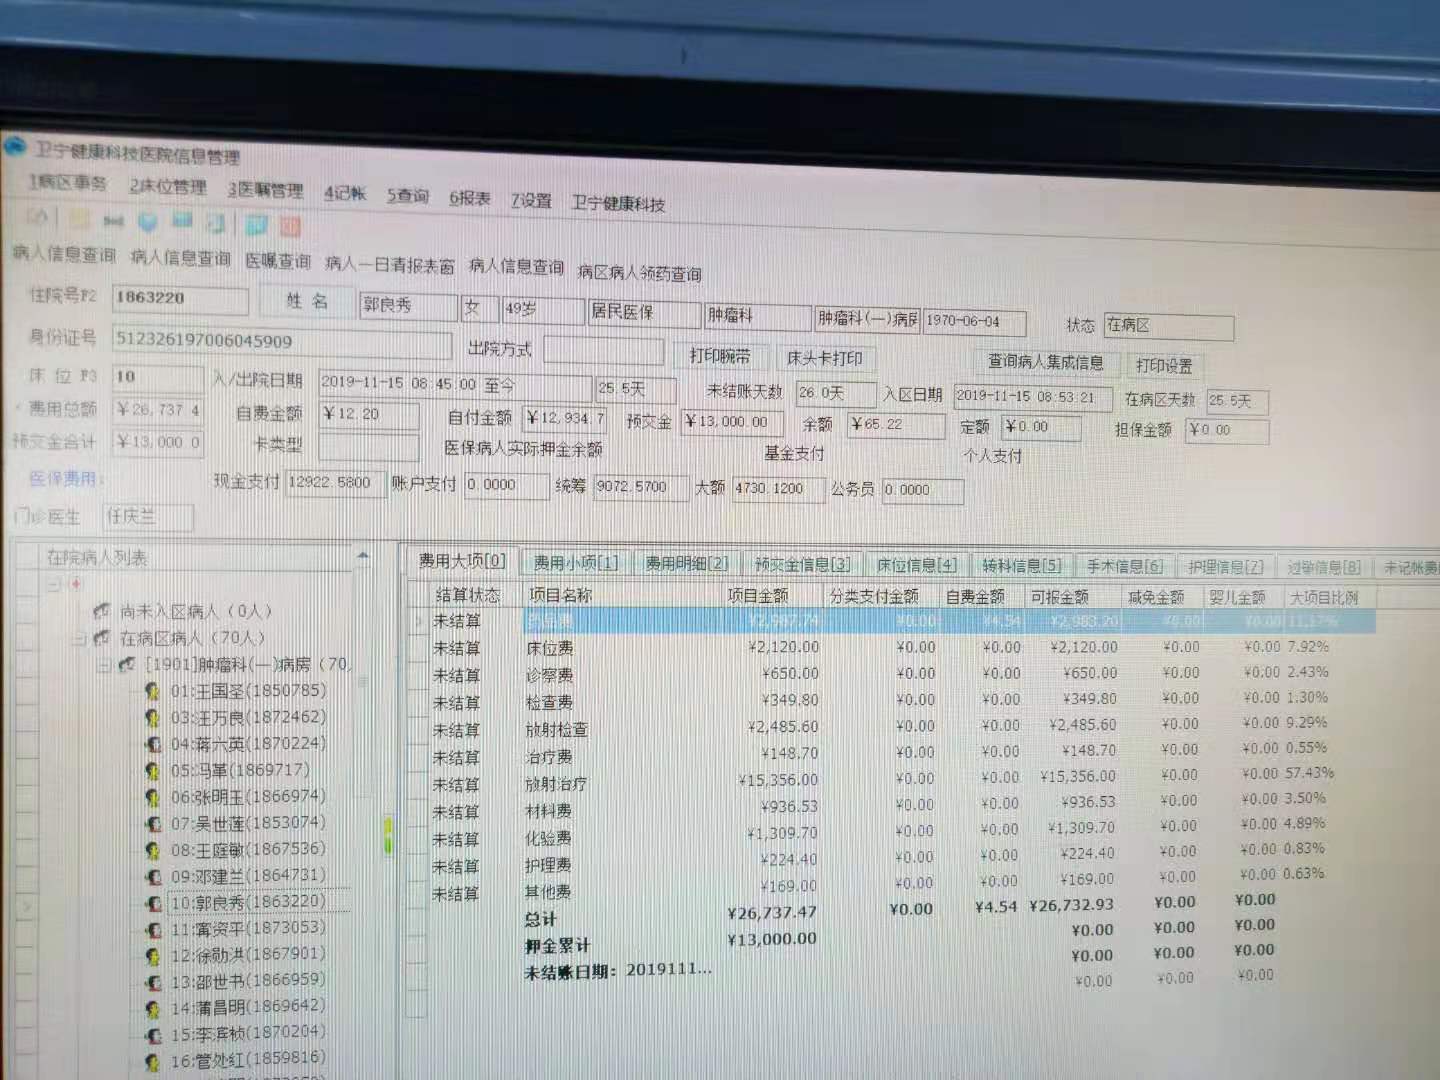 卫宁健康科技医院信息管理
1病区事务 2床位管理 3医嘱管理 4记帐 5查询 6报表 7设置 卫宁健康科技
病人信息查询 病人信息查询 医嘱查询 病人一日清报表窗 病人信息查询 病区病人领药查询
住院号F2 1863220 姓 名 郭良秀 女 49岁 居民医保 肿瘤科 肿瘤科(一)病房 1970-06-04 状态 在病区
身份证号 512326197006045909 出院方式 打印腕带 床头卡打印 查询病人集成信息 打印设置
床 位 F3 10 入/出院日期 2019-11-15 08:45:00 至今 25.5天 未结账天数 26.0天 入区日期 2019-11-15 08:53:21 在病区天数 25.5天
费用总额 ￥26,737 4 自费金额 ￥12.20 自付金额 ￥12,934.7 预交金 ￥13,000.00 余额 ￥65.22 定额 ￥0.00 担保金额 ￥0.00
预交金合计 ￥13,000 0 卡类型 医保病人实际押金余额 基金支付 个人支付
医保费用: 现金支付 12922.5800 账户支付 0.0000 统筹 9072.5700 大额 4730.1200 公务员 0.0000
门诊医生 任庆兰
在院病人列表
尚未入区病人（0人）
在病区病人（70人）
[1901]肿瘤科(一)病房（70
01:王国圣(1850785)
03:汪万良(1872462)
04:蒋六英(1870224)
05:冯革(1869717)
06:张明玉(1866974)
07:吴世莲(1853074)
08:王庭敏(1867536)
09:邓建兰(1864731)
10:郭良秀(1863220)
11:寗资平(1873053)
12:徐勋洪(1867901)
13:邵世书(1866959)
14:蒲昌明(1869642)
15:李滨桢(1870204)
16:管处红(1859816)
费用大项[0] 费用小项[1] 费用明细[2] 预交金信息[3] 床位信息[4] 转科信息[5] 手术信息[6] 护理信息[7] 过敏信息[8] 未记帐费
结算状态 项目名称 项目金额 分类支付金额 自费金额 可报金额 减免金额 婴儿金额 大项目比例
未结算 药品费 ¥2,987.74 ¥0.00 ¥4.54 ¥2,983.20 ¥0.00 ¥0.00 11.17%
未结算 床位费 ¥2,120.00 ¥0.00 ¥0.00 ¥2,120.00 ¥0.00 ¥0.00 7.92%
未结算 诊察费 ¥650.00 ¥0.00 ¥0.00 ¥650.00 ¥0.00 ¥0.00 2.43%
未结算 检查费 ¥349.80 ¥0.00 ¥0.00 ¥349.80 ¥0.00 ¥0.00 1.30%
未结算 放射检查 ¥2,485.60 ¥0.00 ¥0.00 ¥2,485.60 ¥0.00 ¥0.00 9.29%
未结算 治疗费 ¥148.70 ¥0.00 ¥0.00 ¥148.70 ¥0.00 ¥0.00 0.55%
未结算 放射治疗 ¥15,356.00 ¥0.00 ¥0.00 ¥15,356.00 ¥0.00 ¥0.00 57.43%
未结算 材料费 ¥936.53 ¥0.00 ¥0.00 ¥936.53 ¥0.00 ¥0.00 3.50%
未结算 化验费 ¥1,309.70 ¥0.00 ¥0.00 ¥1,309.70 ¥0.00 ¥0.00 4.89%
未结算 护理费 ¥224.40 ¥0.00 ¥0.00 ¥224.40 ¥0.00 ¥0.00 0.83%
未结算 其他费 ¥169.00 ¥0.00 ¥0.00 ¥169.00 ¥0.00 ¥0.00 0.63%
总计 ¥26,737.47 ¥0.00 ¥4.54 ¥26,732.93 ¥0.00 ¥0.00
押金累计 ¥13,000.00 ¥0.00 ¥0.00 ¥0.00
未结账日期：2019111... ¥0.00 ¥0.00 ¥0.00
¥0.00 ¥0.00 ¥0.00